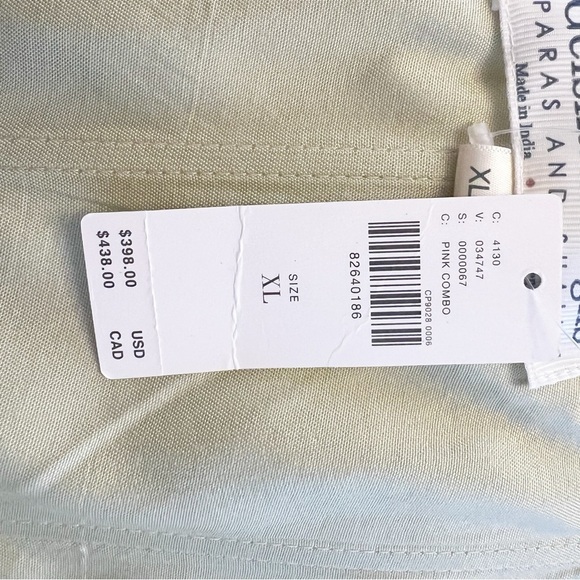 C: 4130
V: 034747
S: 0000067
C: PINK COMBO
CP9028 0006
82640186
SIZE
XL
$398.00 USD
$438.00 CAD
XL
PARAS AND
Made in India